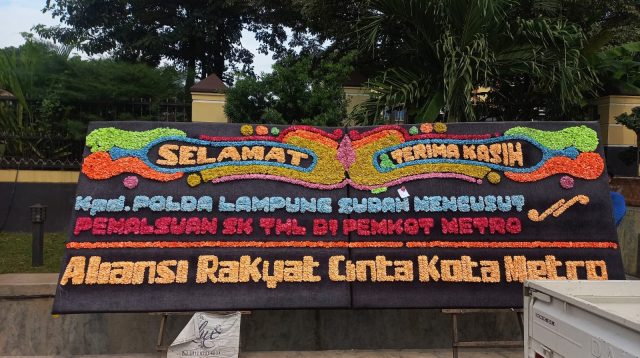 SELAMAT TERIMA KASIH
Kpd. POLDA LAMPUNG SUDAH MENGUSUT
PEMALSUAN SK THL DI PEMKOT METRO
Aliansi Rakyat Cinta Kota Metro